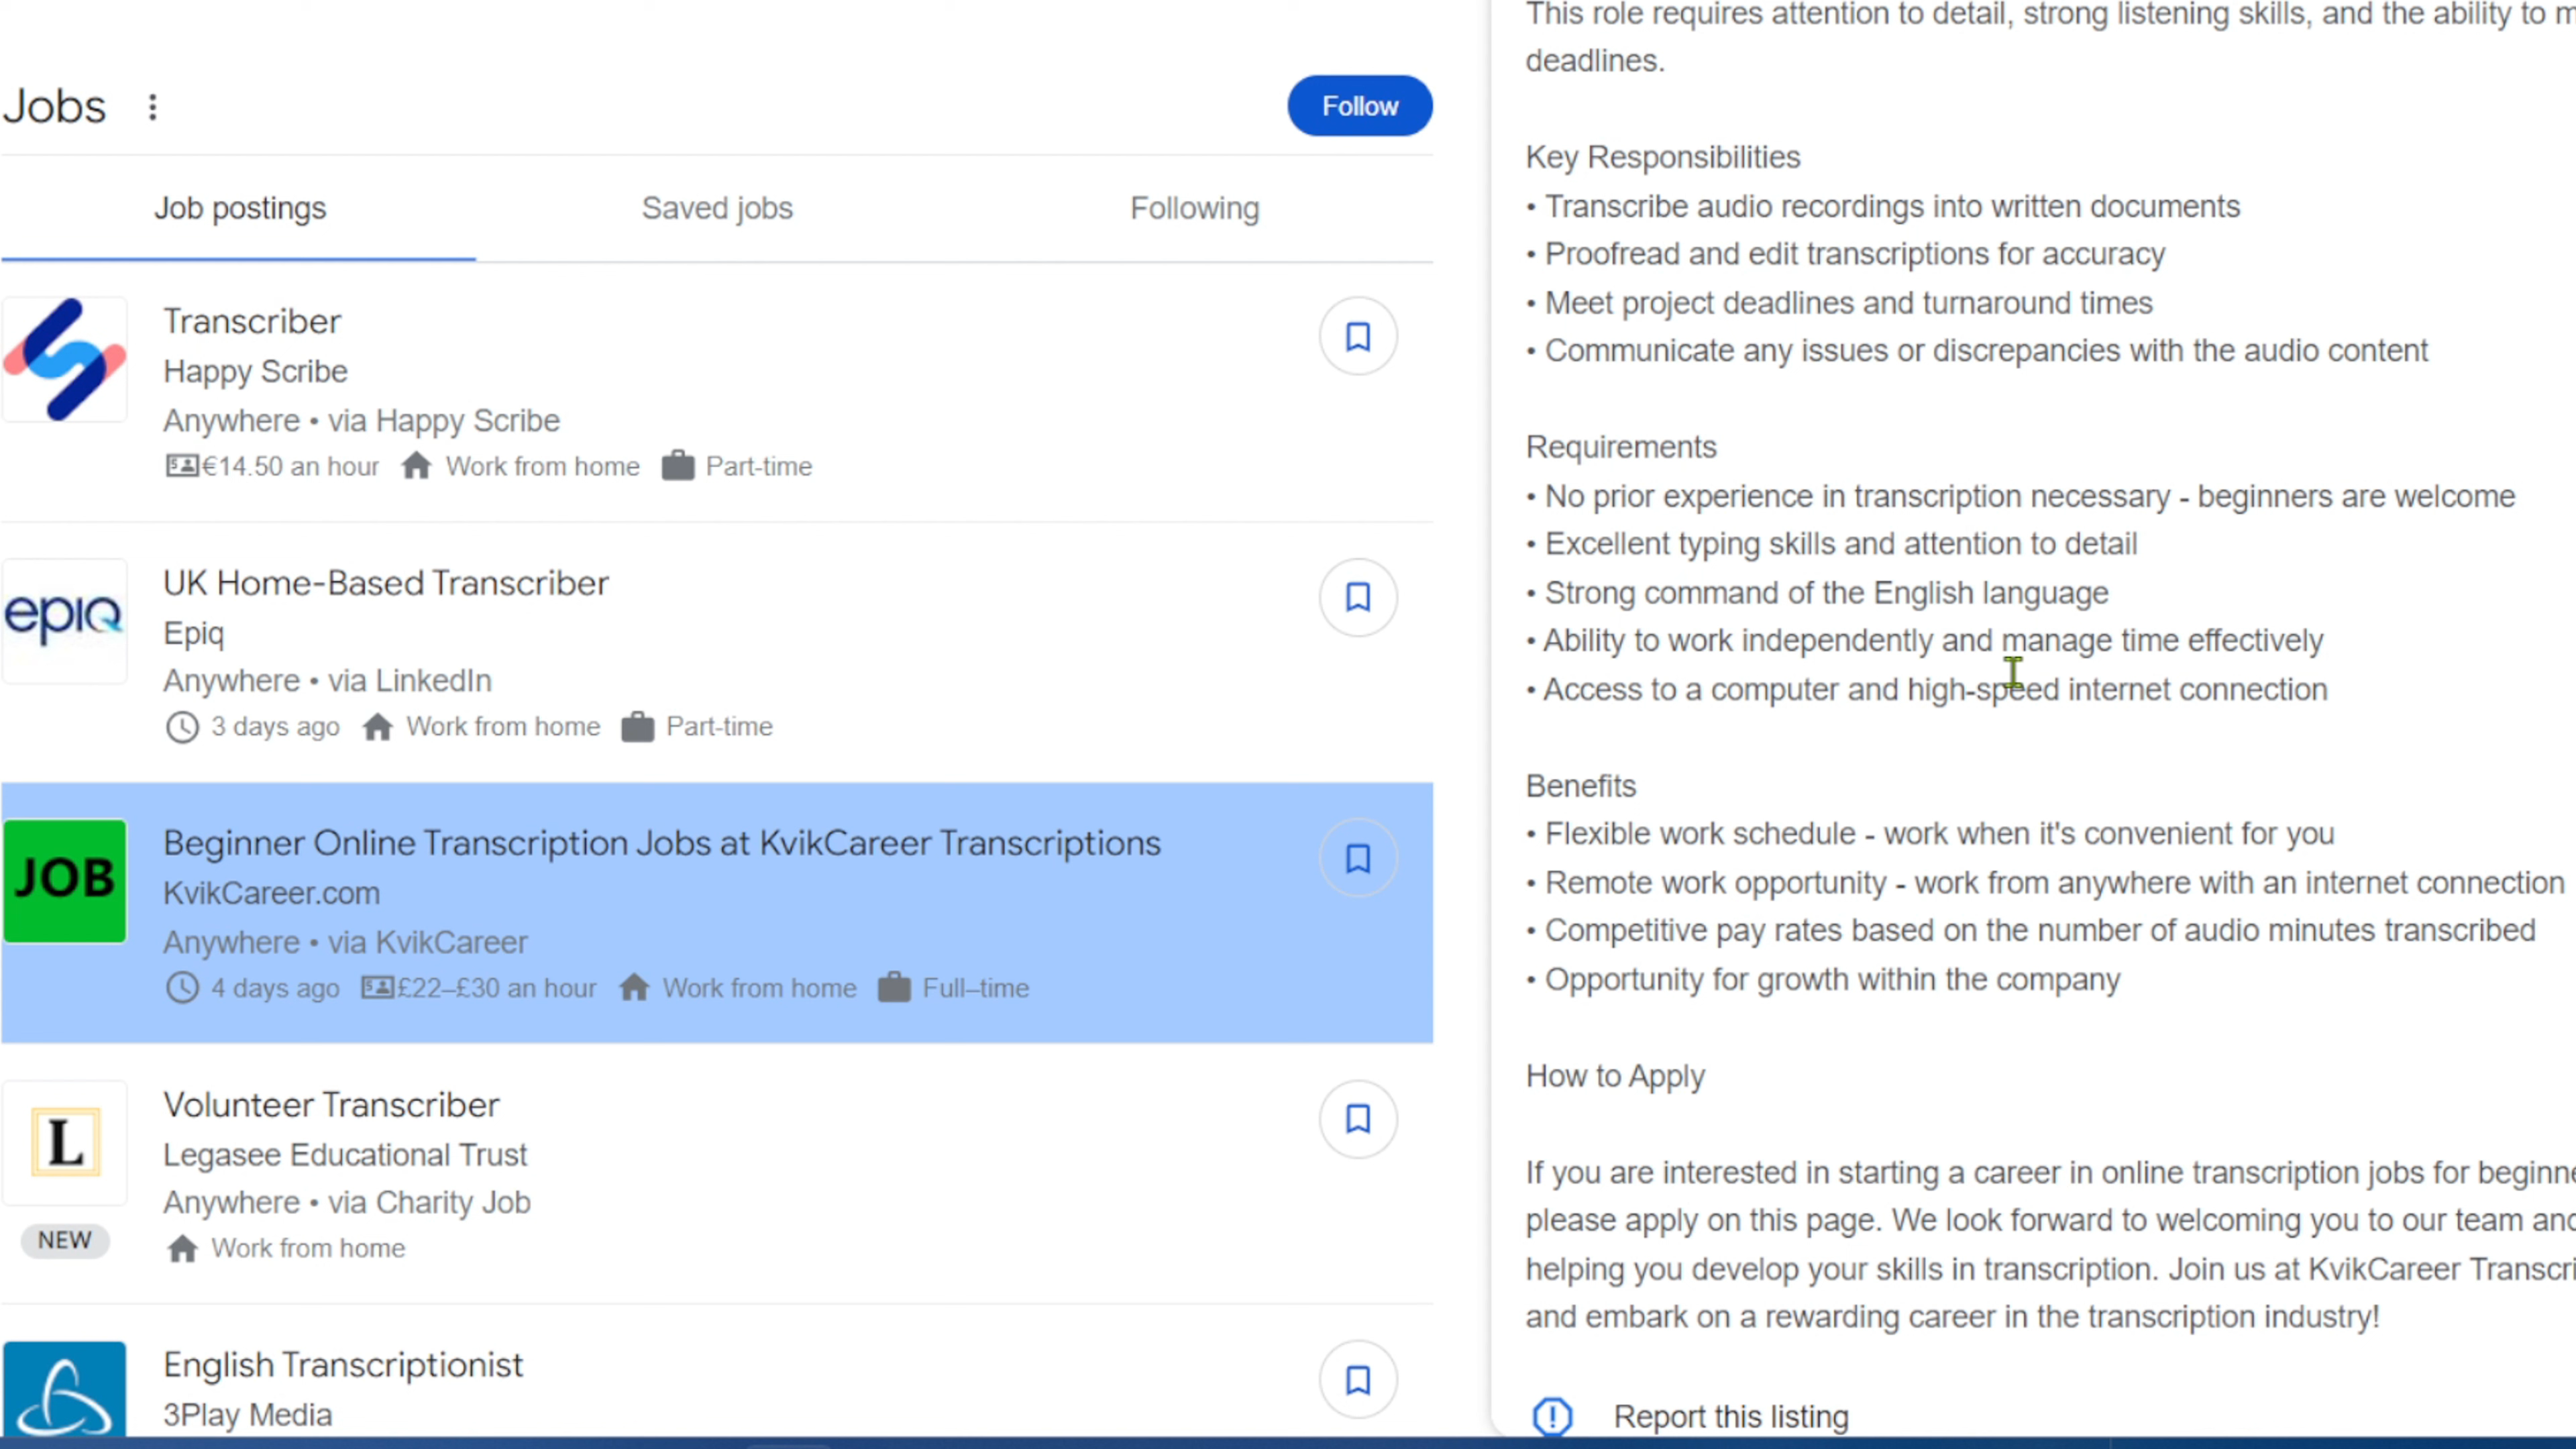 Jobs
Follow
Job postings
Saved jobs
Following
Transcriber
Happy Scribe
Anywhere • via Happy Scribe
€14.50 an hour Work from home Part-time
epiq
UK Home-Based Transcriber
Epiq
Anywhere • via LinkedIn
3 days ago Work from home Part-time
JOB
Beginner Online Transcription Jobs at KvikCareer Transcriptions
KvikCareer.com
Anywhere • via KvikCareer
4 days ago £22–£30 an hour Work from home Full–time
L
NEW
Volunteer Transcriber
Legasee Educational Trust
Anywhere • via Charity Job
Work from home
English Transcriptionist
3Play Media
This role requires attention to detail, strong listening skills, and the ability to
deadlines.
Key Responsibilities
• Transcribe audio recordings into written documents
• Proofread and edit transcriptions for accuracy
• Meet project deadlines and turnaround times
• Communicate any issues or discrepancies with the audio content
Requirements
• No prior experience in transcription necessary - beginners are welcome
• Excellent typing skills and attention to detail
• Strong command of the English language
• Ability to work independently and manage time effectively
• Access to a computer and high-speed internet connection
Benefits
• Flexible work schedule - work when it's convenient for you
• Remote work opportunity - work from anywhere with an internet connection
• Competitive pay rates based on the number of audio minutes transcribed
• Opportunity for growth within the company
How to Apply
If you are interested in starting a career in online transcription jobs for
please apply on this page. We look forward to welcoming you to our team and
helping you develop your skills in transcription. Join us at KvikCareer
and embark on a rewarding career in the transcription industry!
Report this listing